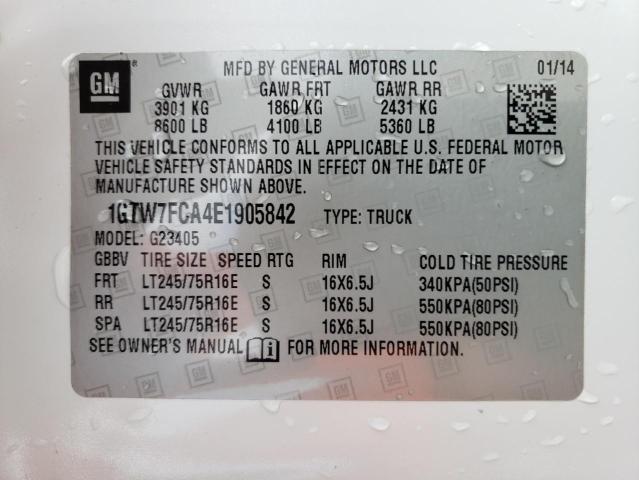 GM
MFD BY GENERAL MOTORS LLC 01/14
GVWR GAWR FRT GAWR RR
3901 KG 1860 KG 2431 KG
8600 LB 4100 LB 5360 LB
THIS VEHICLE CONFORMS TO ALL APPLICABLE U.S. FEDERAL MOTOR
VEHICLE SAFETY STANDARDS IN EFFECT ON THE DATE OF
MANUFACTURE SHOWN ABOVE.
1GTW7FCA4E1905842 TYPE: TRUCK
MODEL: G23405
GBBV TIRE SIZE SPEED RTG RIM COLD TIRE PRESSURE
FRT LT245/75R16E S 16X6.5J 340KPA(50PSI)
RR LT245/75R16E S 16X6.5J 550KPA(80PSI)
SPA LT245/75R16E S 16X6.5J 550KPA(80PSI)
SEE OWNER'S MANUAL i FOR MORE INFORMATION.